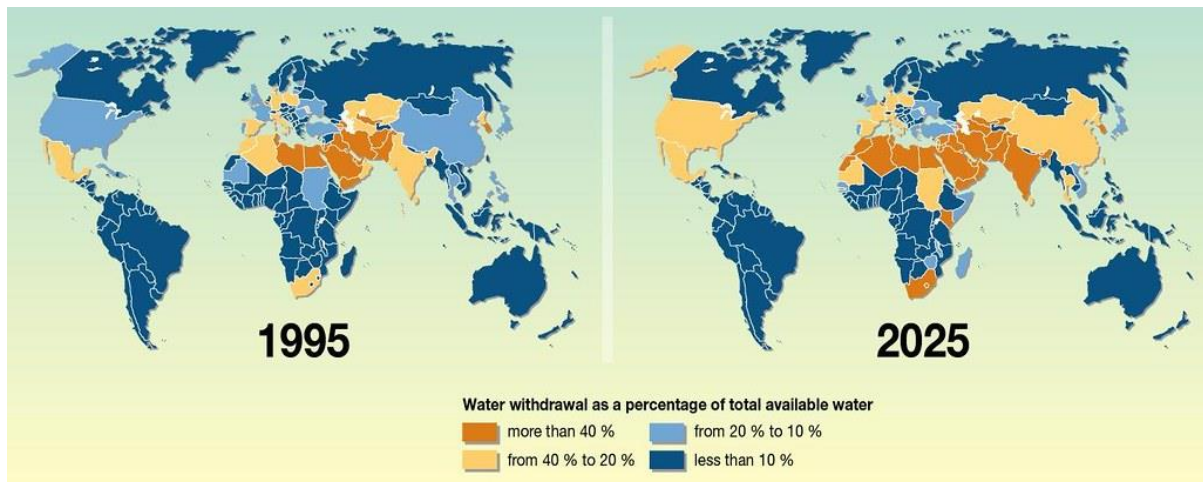 1995
2025
Water withdrawal as a percentage of total available water
more than 40 %
from 20 % to 10 %
from 40 % to 20 %
less than 10 %